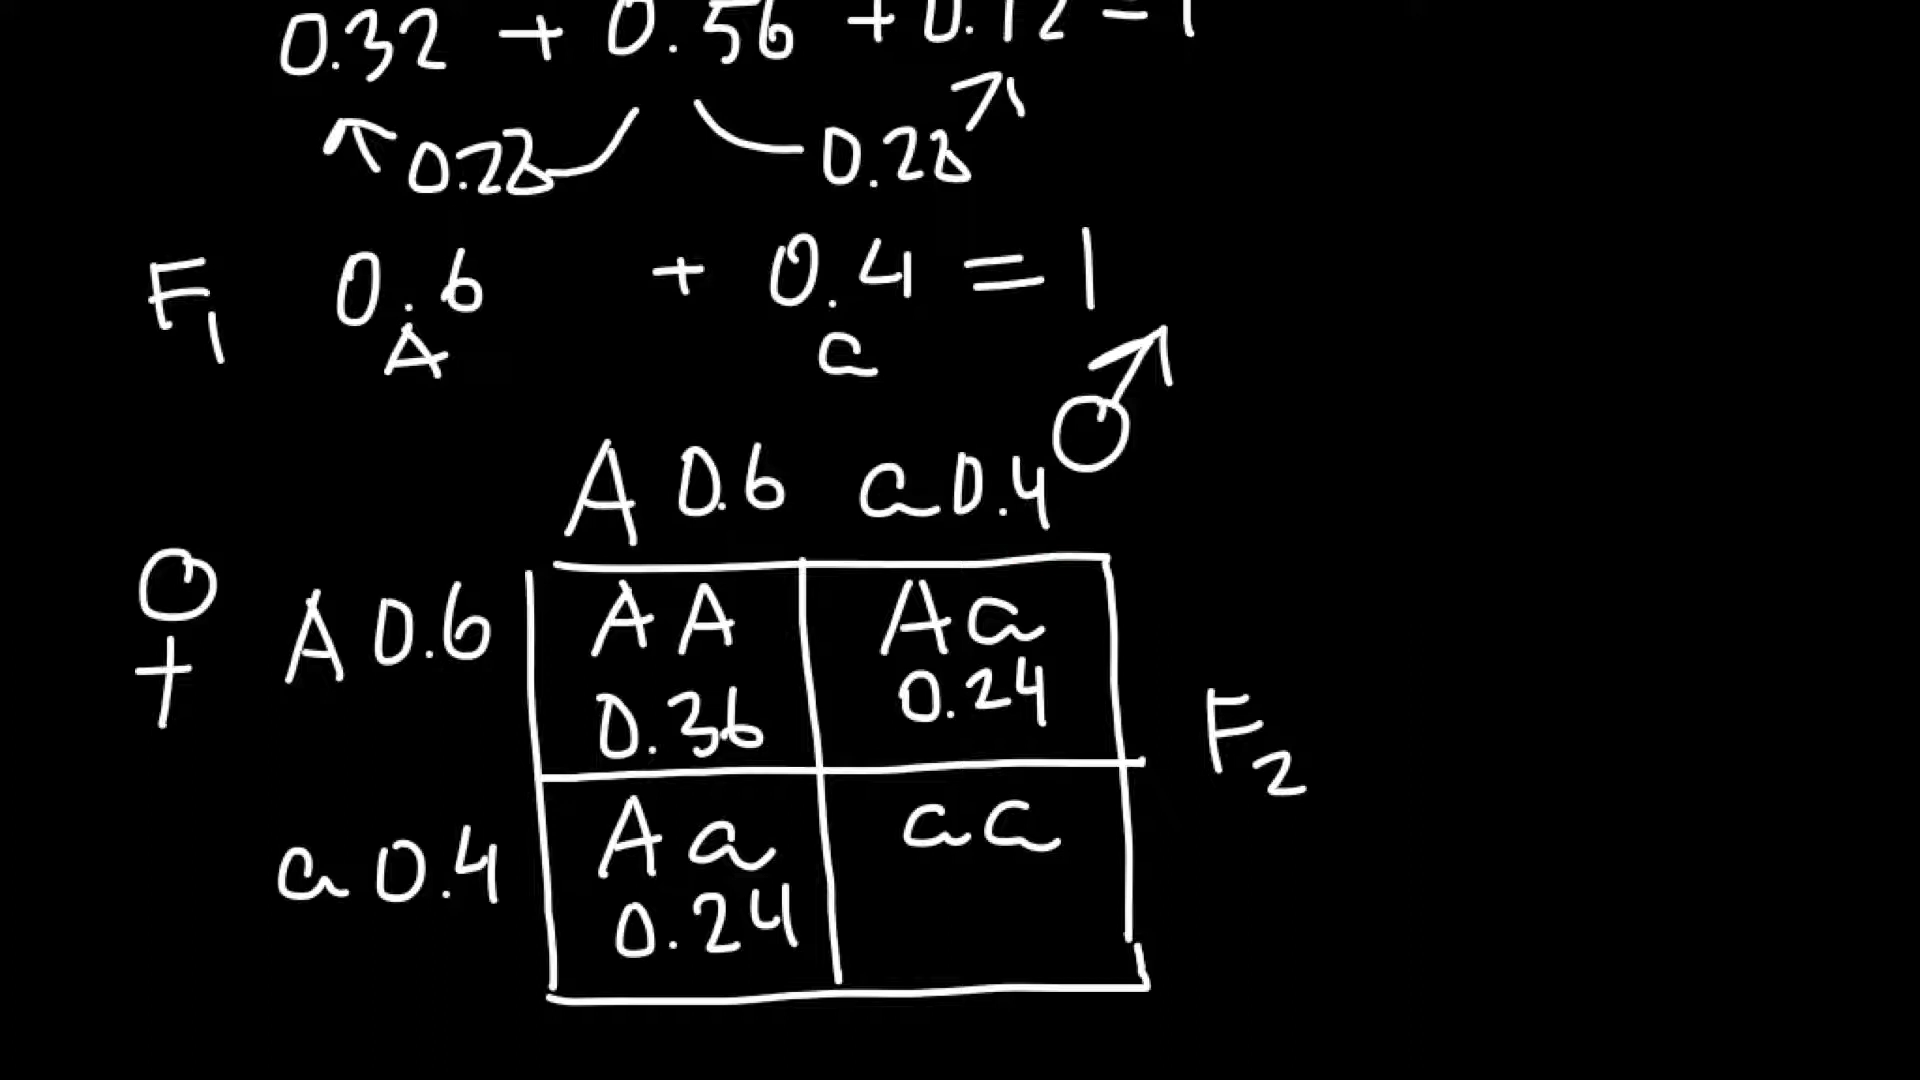 0.32 + 0.56 + 0.12 = 1
0.28 0.28
F1 0.6 + 0.4 = 1
A a
♂
A 0.6 a 0.4
♀ A 0.6 AA Aa
0.36 0.24
F2
a 0.4 Aa aa
0.24